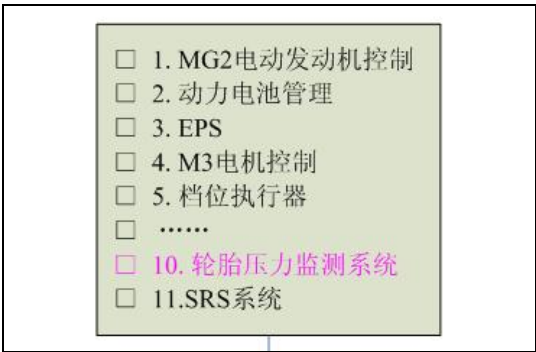 □ 1. MG2电动发动机控制
□ 2. 动力电池管理
□ 3. EPS
□ 4. M3电机控制
□ 5. 档位执行器
□ ……
□ 10. 轮胎压力监测系统
□ 11.SRS系统